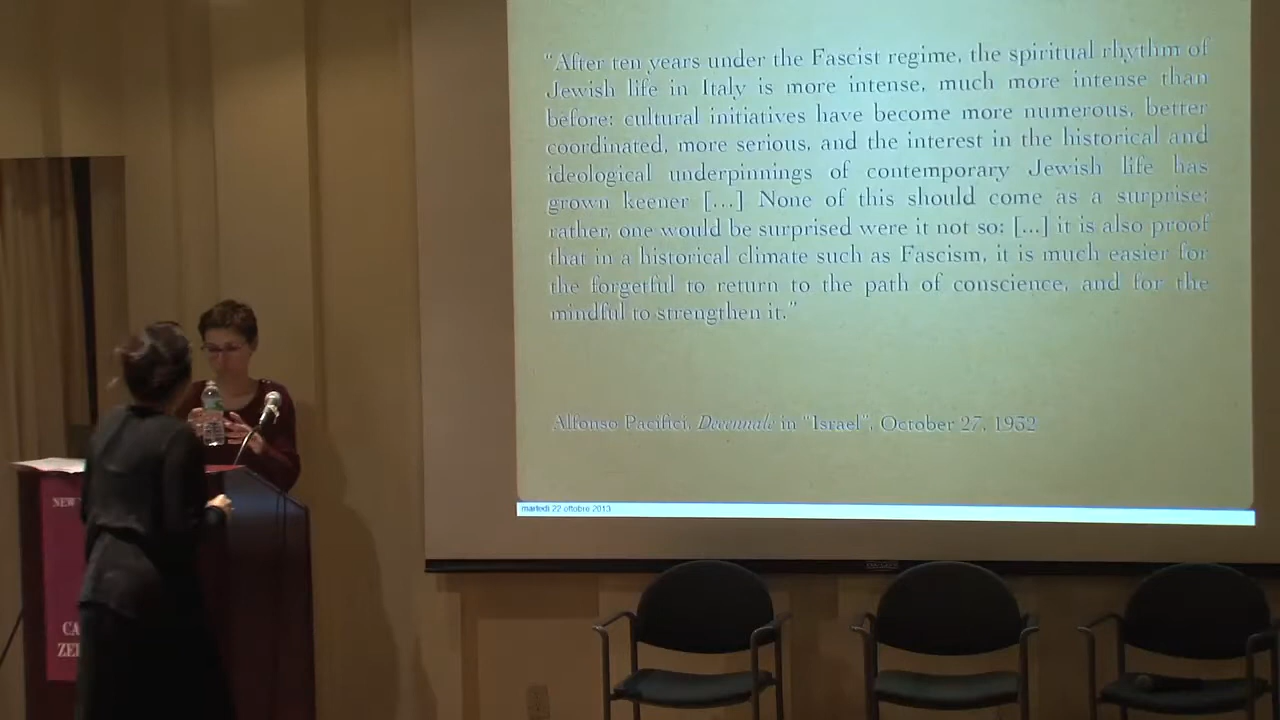 “After ten years under the Fascist regime, the spiritual rhythm of
Jewish life in Italy is more intense, much more intense than
before: cultural initiatives have become more numerous, better
coordinated, more serious, and the interest in the historical and
ideological underpinnings of contemporary Jewish life has
grown keener [...] None of this should come as a surprise;
rather, one would be surprised were it not so: [...] it is also proof
that in a historical climate such as Fascism, it is much easier for
the forgetful to return to the path of conscience, and for the
mindful to strengthen it.”
Alfonso Pacifici, Decennale in "Israel", October 27, 1932
martedì 22 ottobre 2013
NEW
CA
ZE